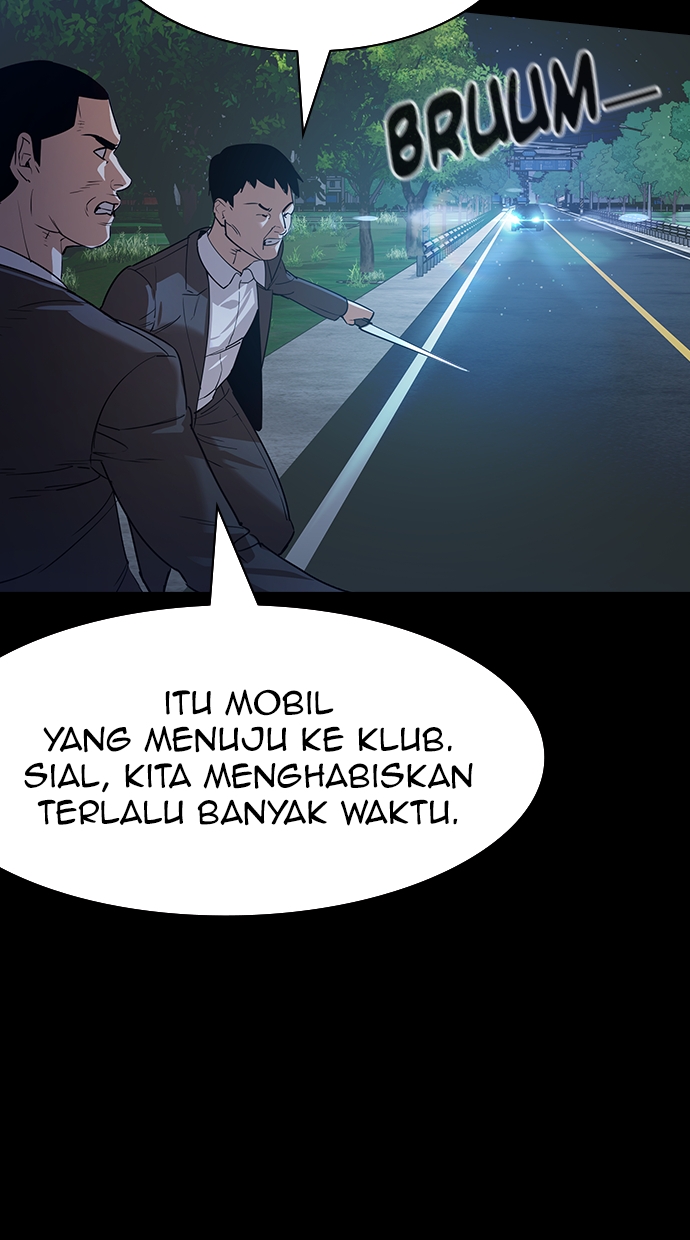 BRUUM—
ITU MOBIL
YANG MENUJU KE KLUB.
SIAL, KITA MENGHABISKAN
TERLALU BANYAK WAKTU.